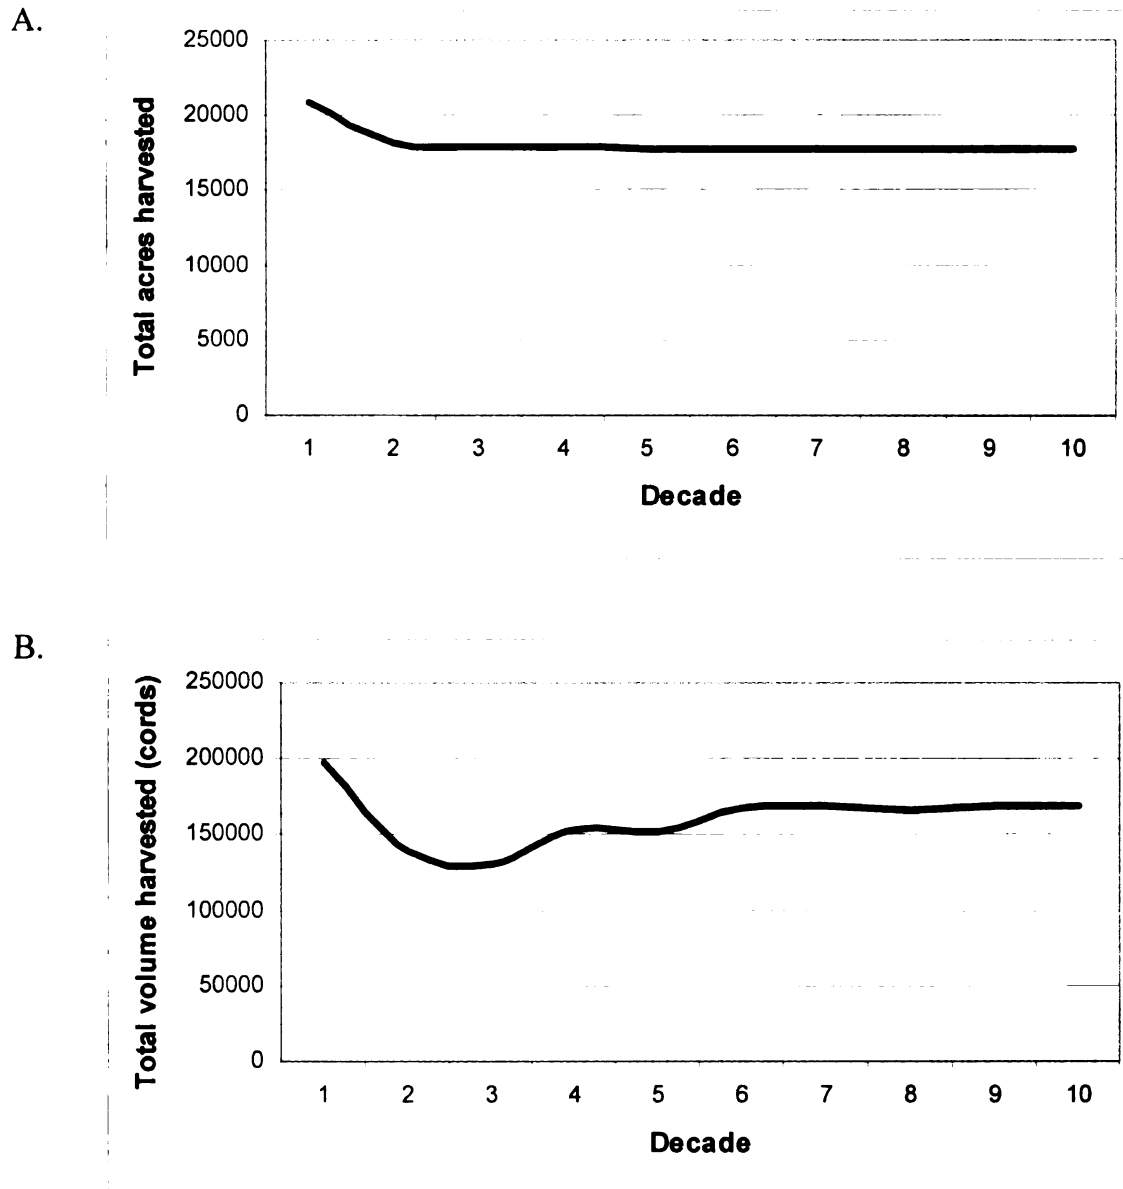 A.
Total acres harvested
25000
20000
15000
10000
5000
0
1 2 3 4 5 6 7 8 9 10
Decade
B.
Total volume harvested (cords)
250000
200000
150000
100000
50000
0
1 2 3 4 5 6 7 8 9 10
Decade